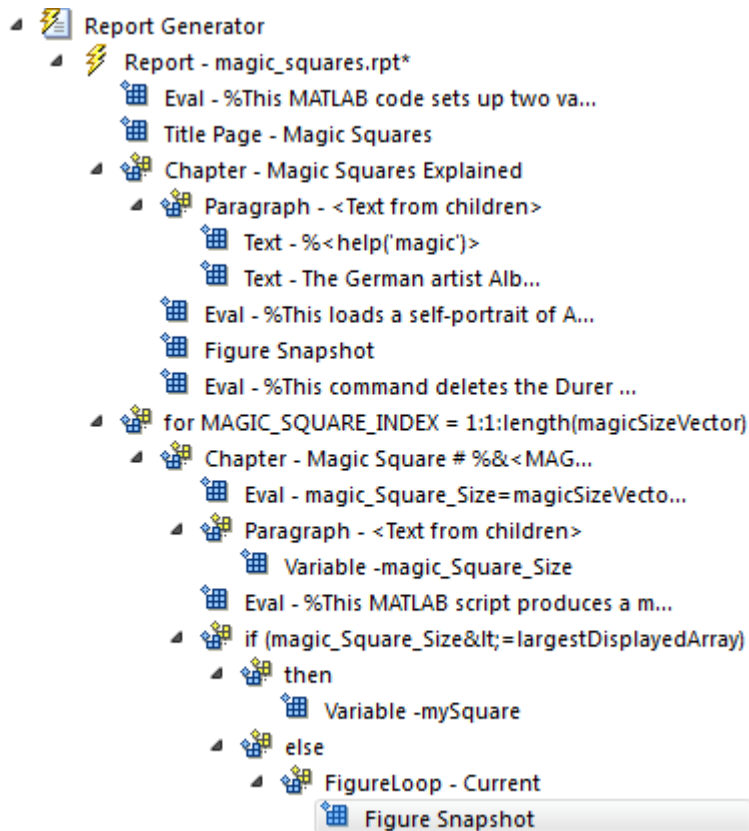 Report Generator
Report - magic_squares.rpt*
Eval - %This MATLAB code sets up two va...
Title Page - Magic Squares
Chapter - Magic Squares Explained
Paragraph - <Text from children>
Text - %<help('magic')>
Text - The German artist Alb...
Eval - %This loads a self-portrait of A...
Figure Snapshot
Eval - %This command deletes the Durer ...
for MAGIC_SQUARE_INDEX = 1:1:length(magicSizeVector)
Chapter - Magic Square # %&<MAG...
Eval - magic_Square_Size=magicSizeVecto...
Paragraph - <Text from children>
Variable -magic_Square_Size
Eval - %This MATLAB script produces a m...
if (magic_Square_Size&lt;=largestDisplayedArray)
then
Variable -mySquare
else
FigureLoop - Current
Figure Snapshot